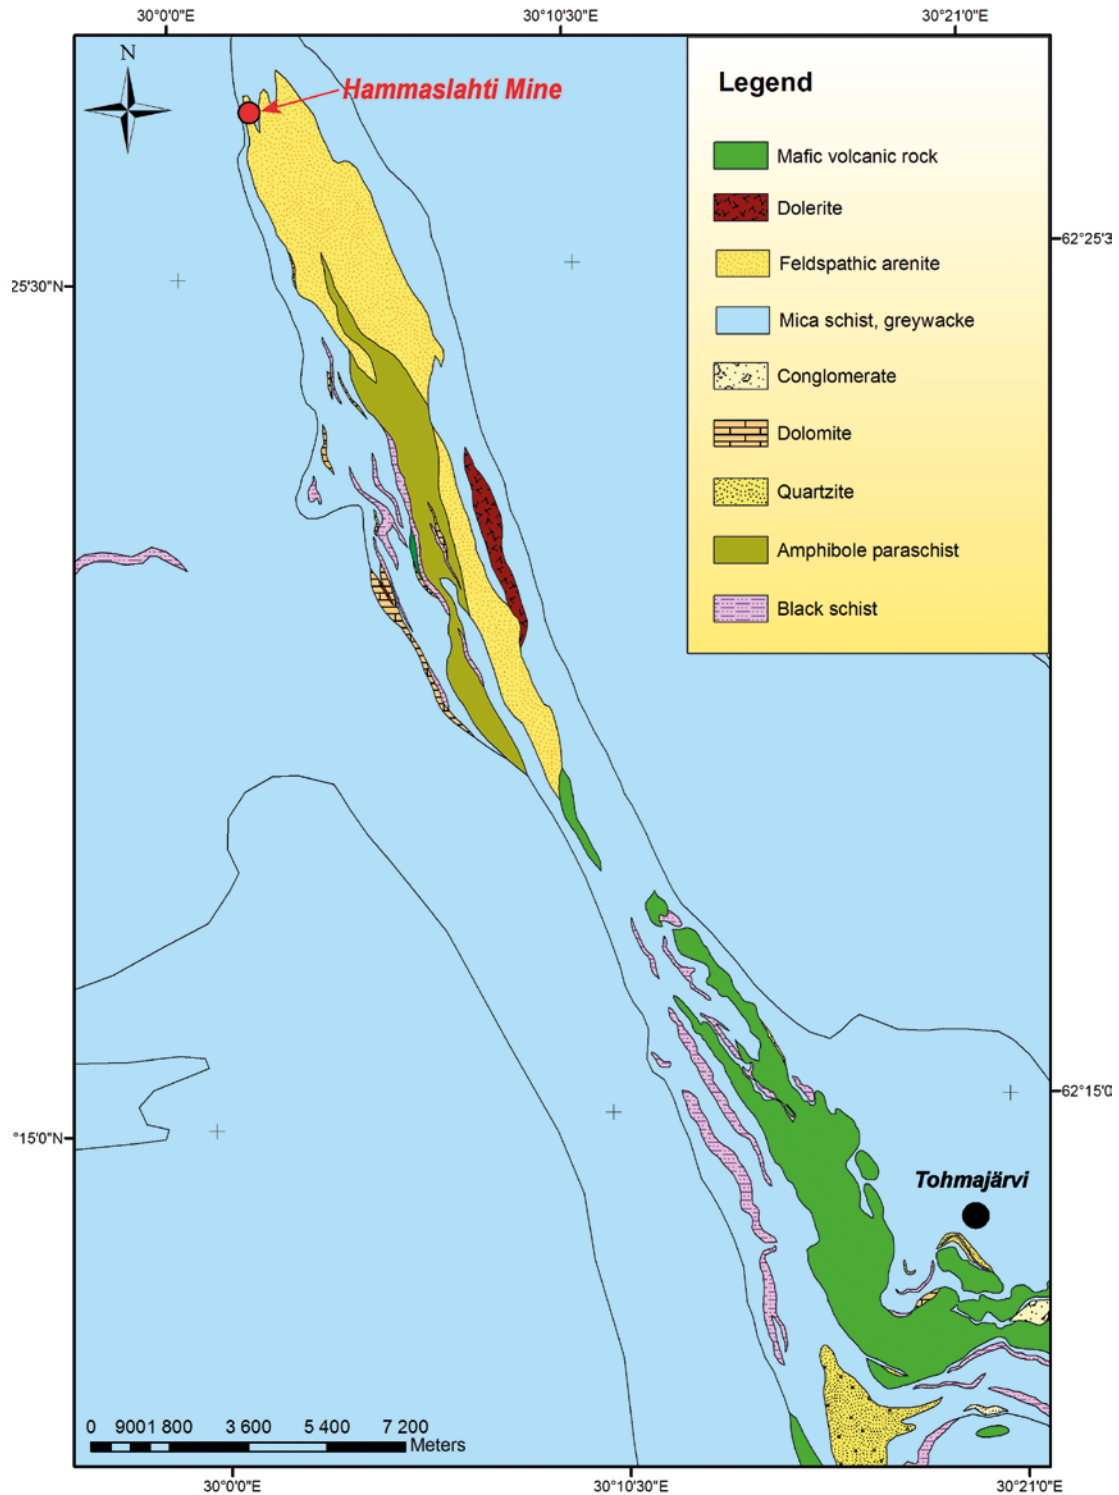 30°0'0"E 30°10'30"E 30°21'0"E
N
Hammaslahti Mine
Legend
Mafic volcanic rock
Dolerite
Feldspathic arenite
Mica schist, greywacke
Conglomerate
Dolomite
Quartzite
Amphibole paraschist
Black schist
62°25'3
25'30"N
62°15'0
°15'0"N
Tohmajärvi
0 9001 800 3 600 5 400 7 200
Meters
30°0'0"E 30°10'30"E 30°21'0"E